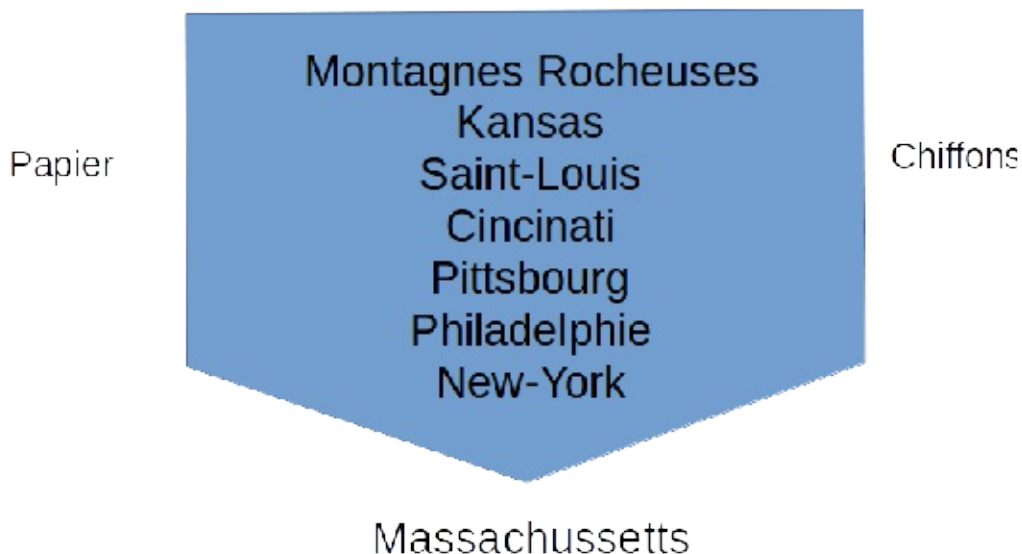 Montagnes Rocheuses
Kansas
Saint-Louis
Cincinati
Pittsbourg
Philadelphie
New-York
Papier
Chiffons
Massachussetts